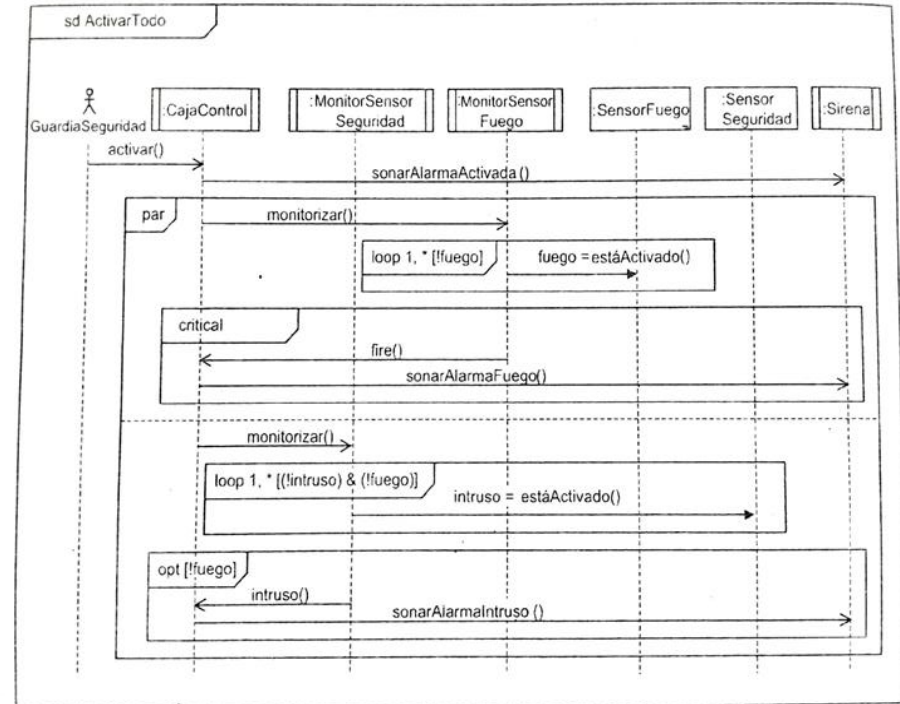 sd ActivarTodo
GuardiaSeguridad
:CajaControl
:MonitorSensor
Seguridad
:MonitorSensor
Fuego
:SensorFuego
:Sensor
Seguridad
:Sirena
activar()
sonarAlarmaActivada ()
par
monitorizar()
loop 1, * [!fuego]
fuego =estáActivado()
critical
fire()
sonarAlarmaFuego()
monitorizar()
loop 1, * [(!intruso) & (!fuego)]
intruso = estáActivado()
opt [!fuego]
intruso()
sonarAlarmaIntruso ()